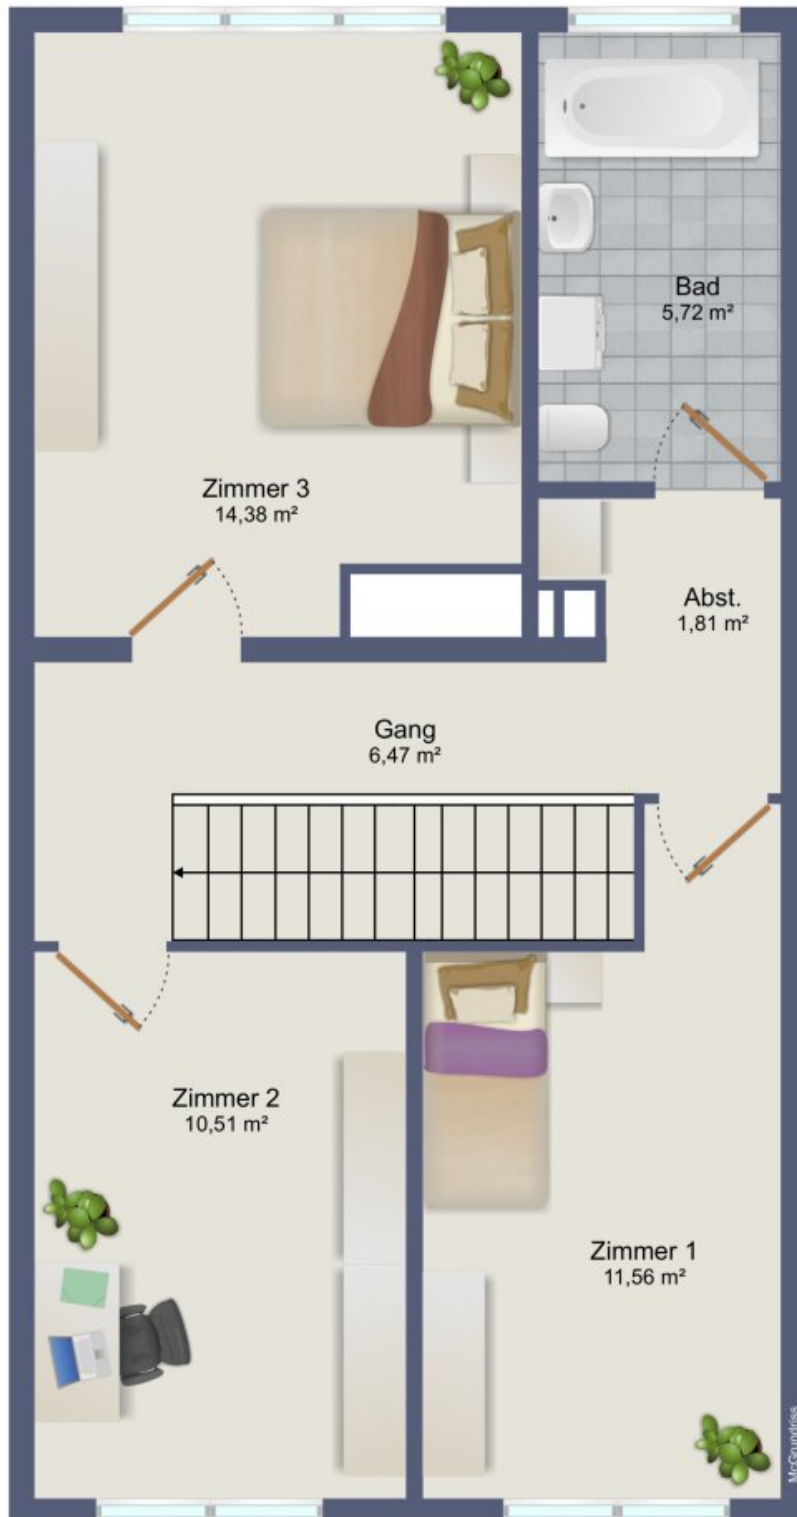 Bad
5,72 m²
Zimmer 3
14,38 m²
Abst.
1,81 m²
Gang
6,47 m²
Zimmer 2
10,51 m²
Zimmer 1
11,56 m²
McGrundriss